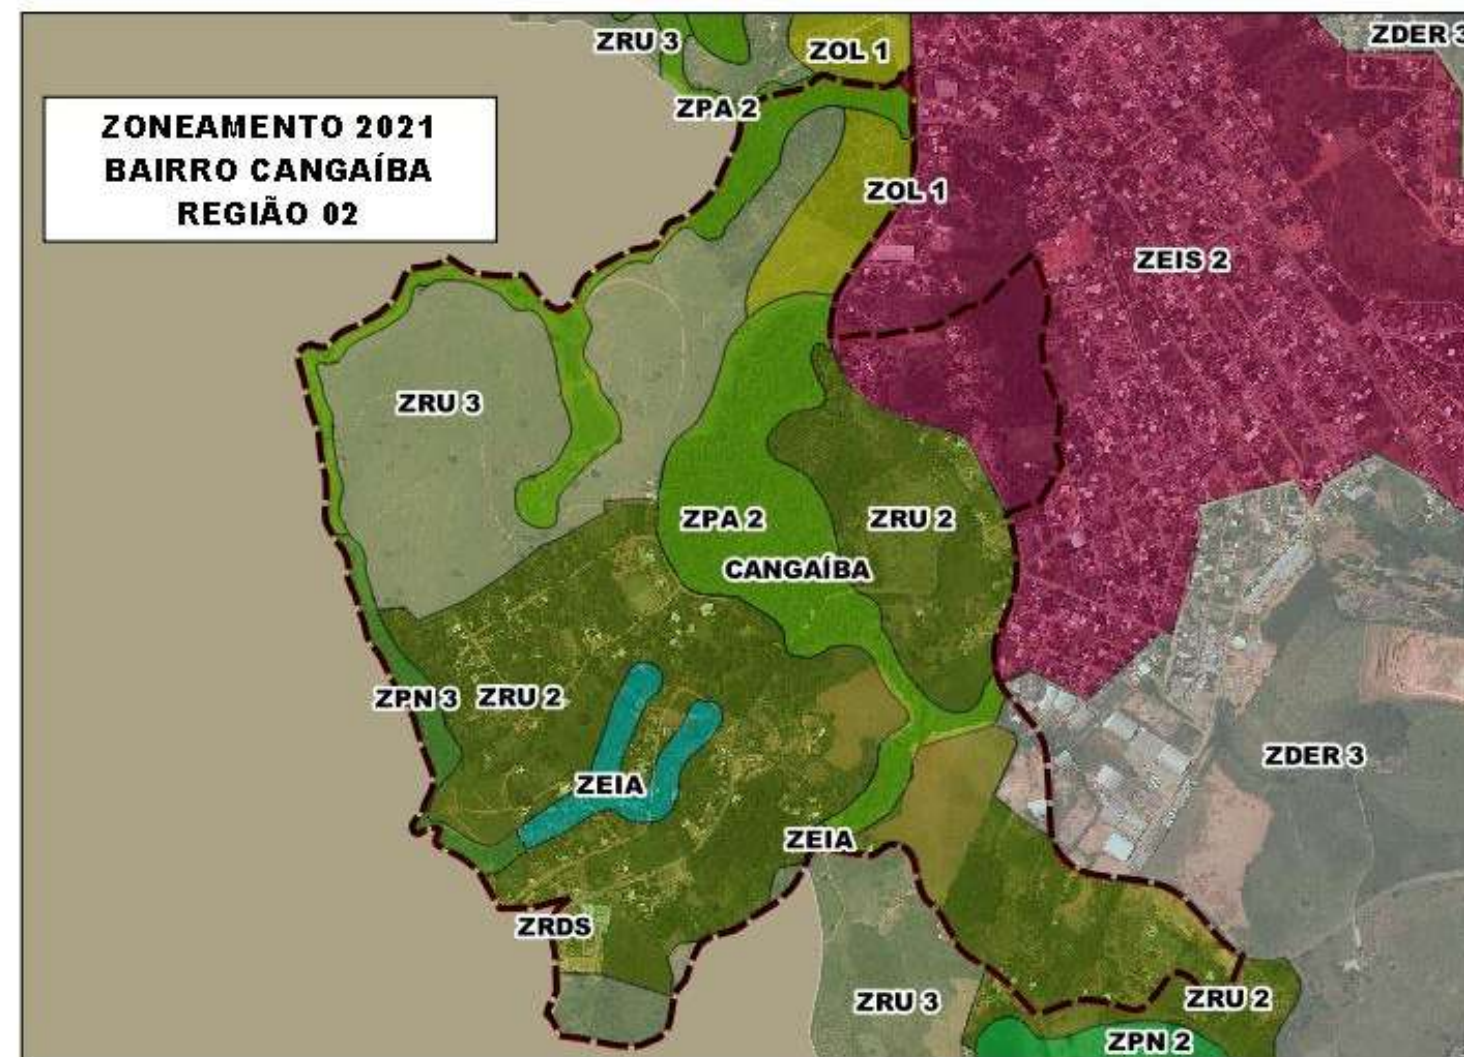 ZRU 3
ZOL 1
ZDER 3
ZONEAMENTO 2021
BAIRRO CANGAÍBA
REGIÃO 02
ZPA 2
ZOL 1
ZEIS 2
ZRU 3
ZPA 2
ZRU 2
CANGAÍBA
ZPN 3
ZRU 2
ZDER 3
ZEIA
ZEIA
ZRDS
ZRU 3
ZRU 2
ZPN 2